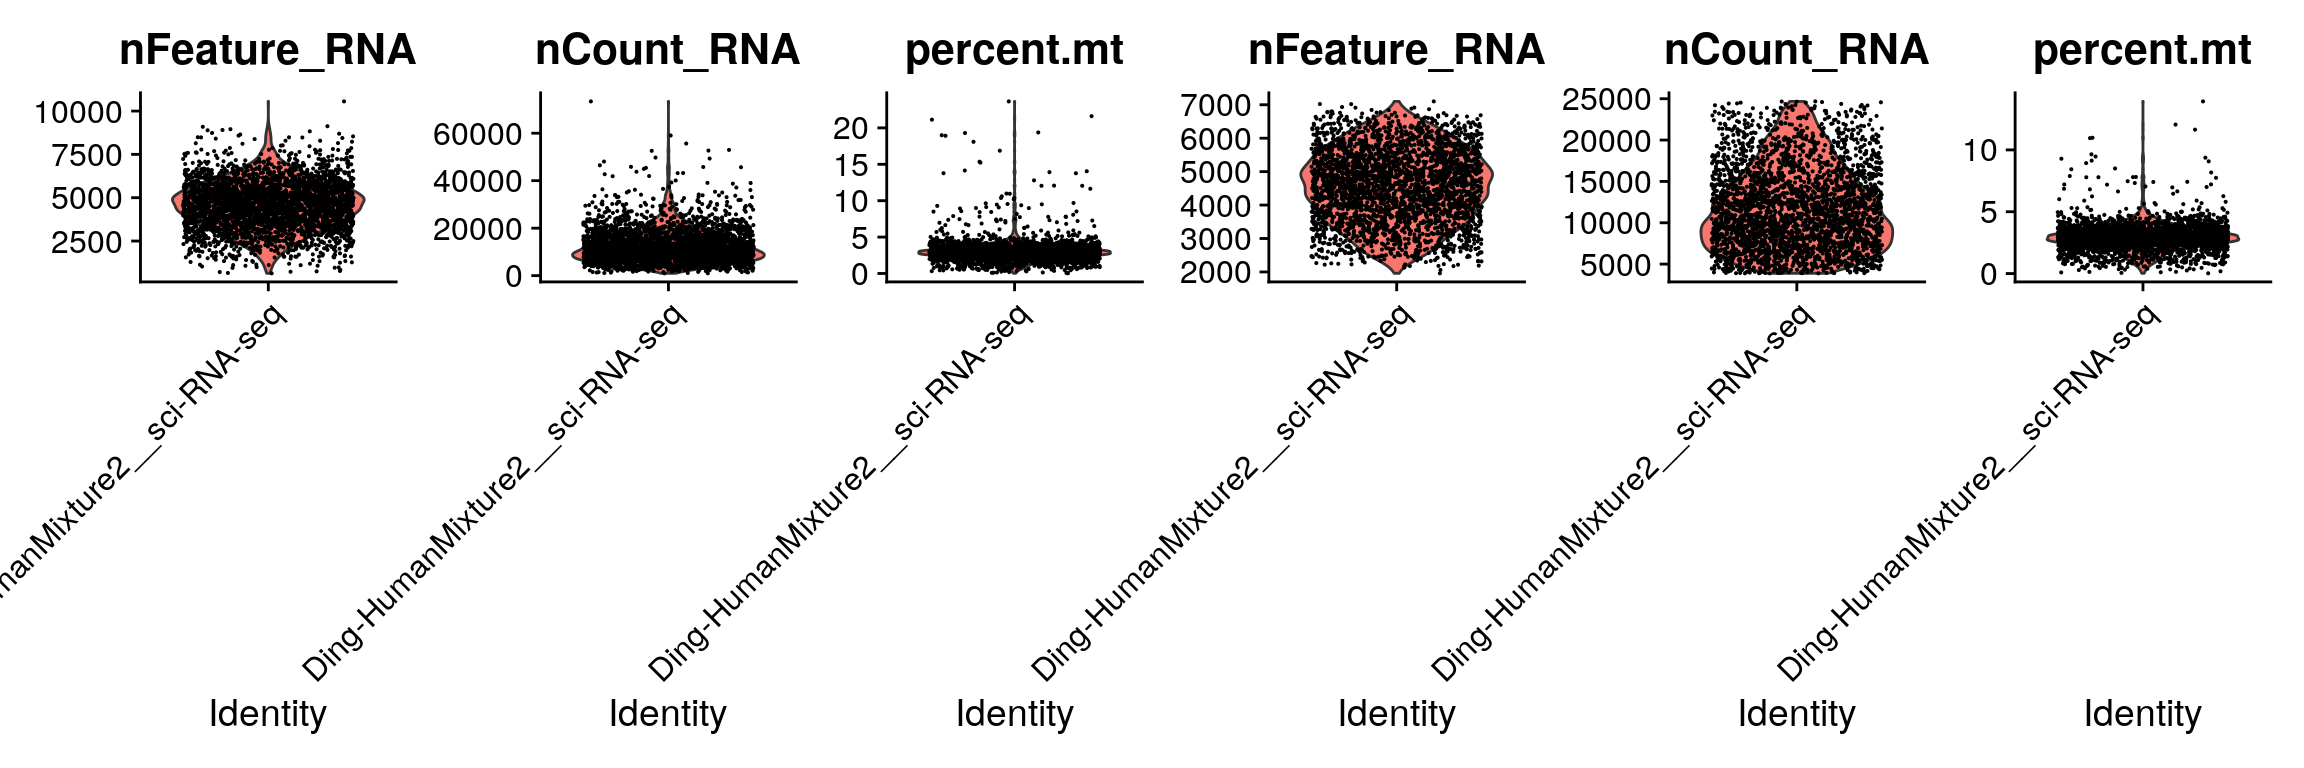 nFeature_RNA
10000
7500
5000
2500
manMixture2__sci-RNA-seq
Identity
nCount_RNA
60000
40000
20000
0
Ding-HumanMixture2__sci-RNA-seq
Identity
percent.mt
20
15
10
5
0
Ding-HumanMixture2__sci-RNA-seq
Identity
nFeature_RNA
7000
6000
5000
4000
3000
2000
Ding-HumanMixture2__sci-RNA-seq
Identity
nCount_RNA
25000
20000
15000
10000
5000
Ding-HumanMixture2__sci-RNA-seq
Identity
percent.mt
10
5
0
Ding-HumanMixture2__sci-RNA-seq
Identity